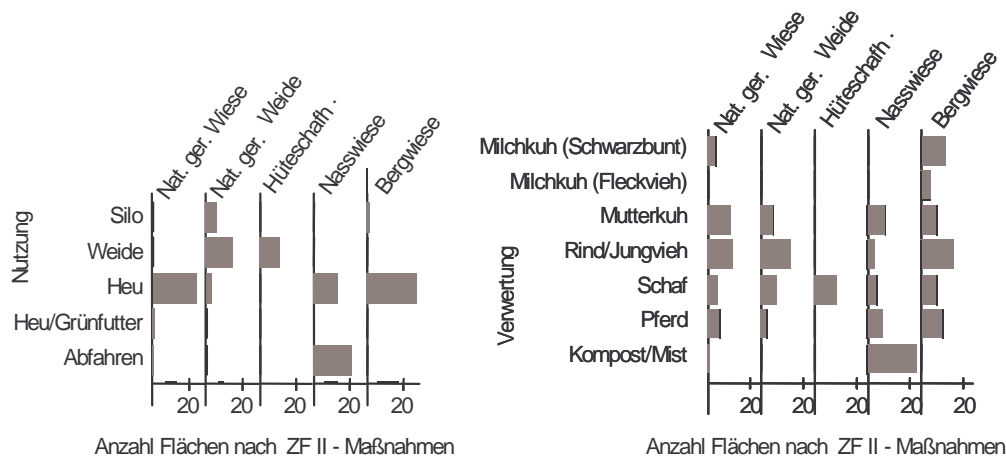 Nat. ger. Wiese
Nat. ger. Weide
Hüteschafh .
Nasswiese
Bergwiese
Nutzung
Silo
Weide
Heu
Heu/Grünfutter
Abfahren
20 20 20 20 20
Anzahl Flächen nach ZF II - Maßnahmen
Nat. ger. Wiese
Nat. ger. Weide
Hüteschafh .
Nasswiese
Bergwiese
Verwertung
Milchkuh (Schwarzbunt)
Milchkuh (Fleckvieh)
Mutterkuh
Rind/Jungvieh
Schaf
Pferd
Kompost/Mist
20 20 20 20 20
Anzahl Flächen nach ZF II - Maßnahmen